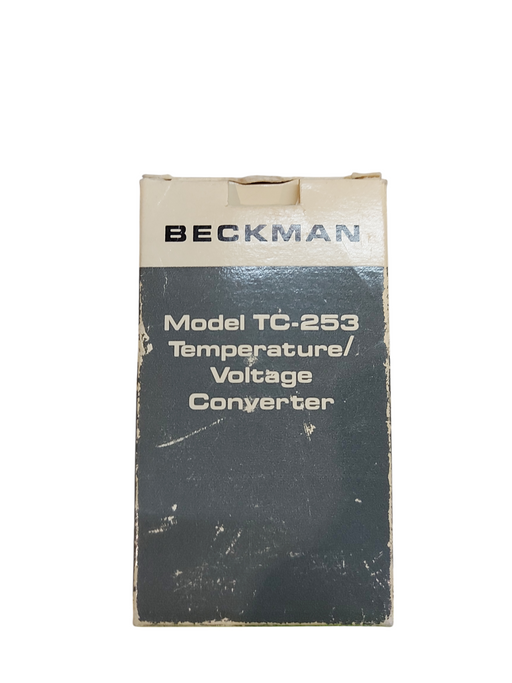 BECKMAN
Model TC-253
Temperature/
Voltage
Converter